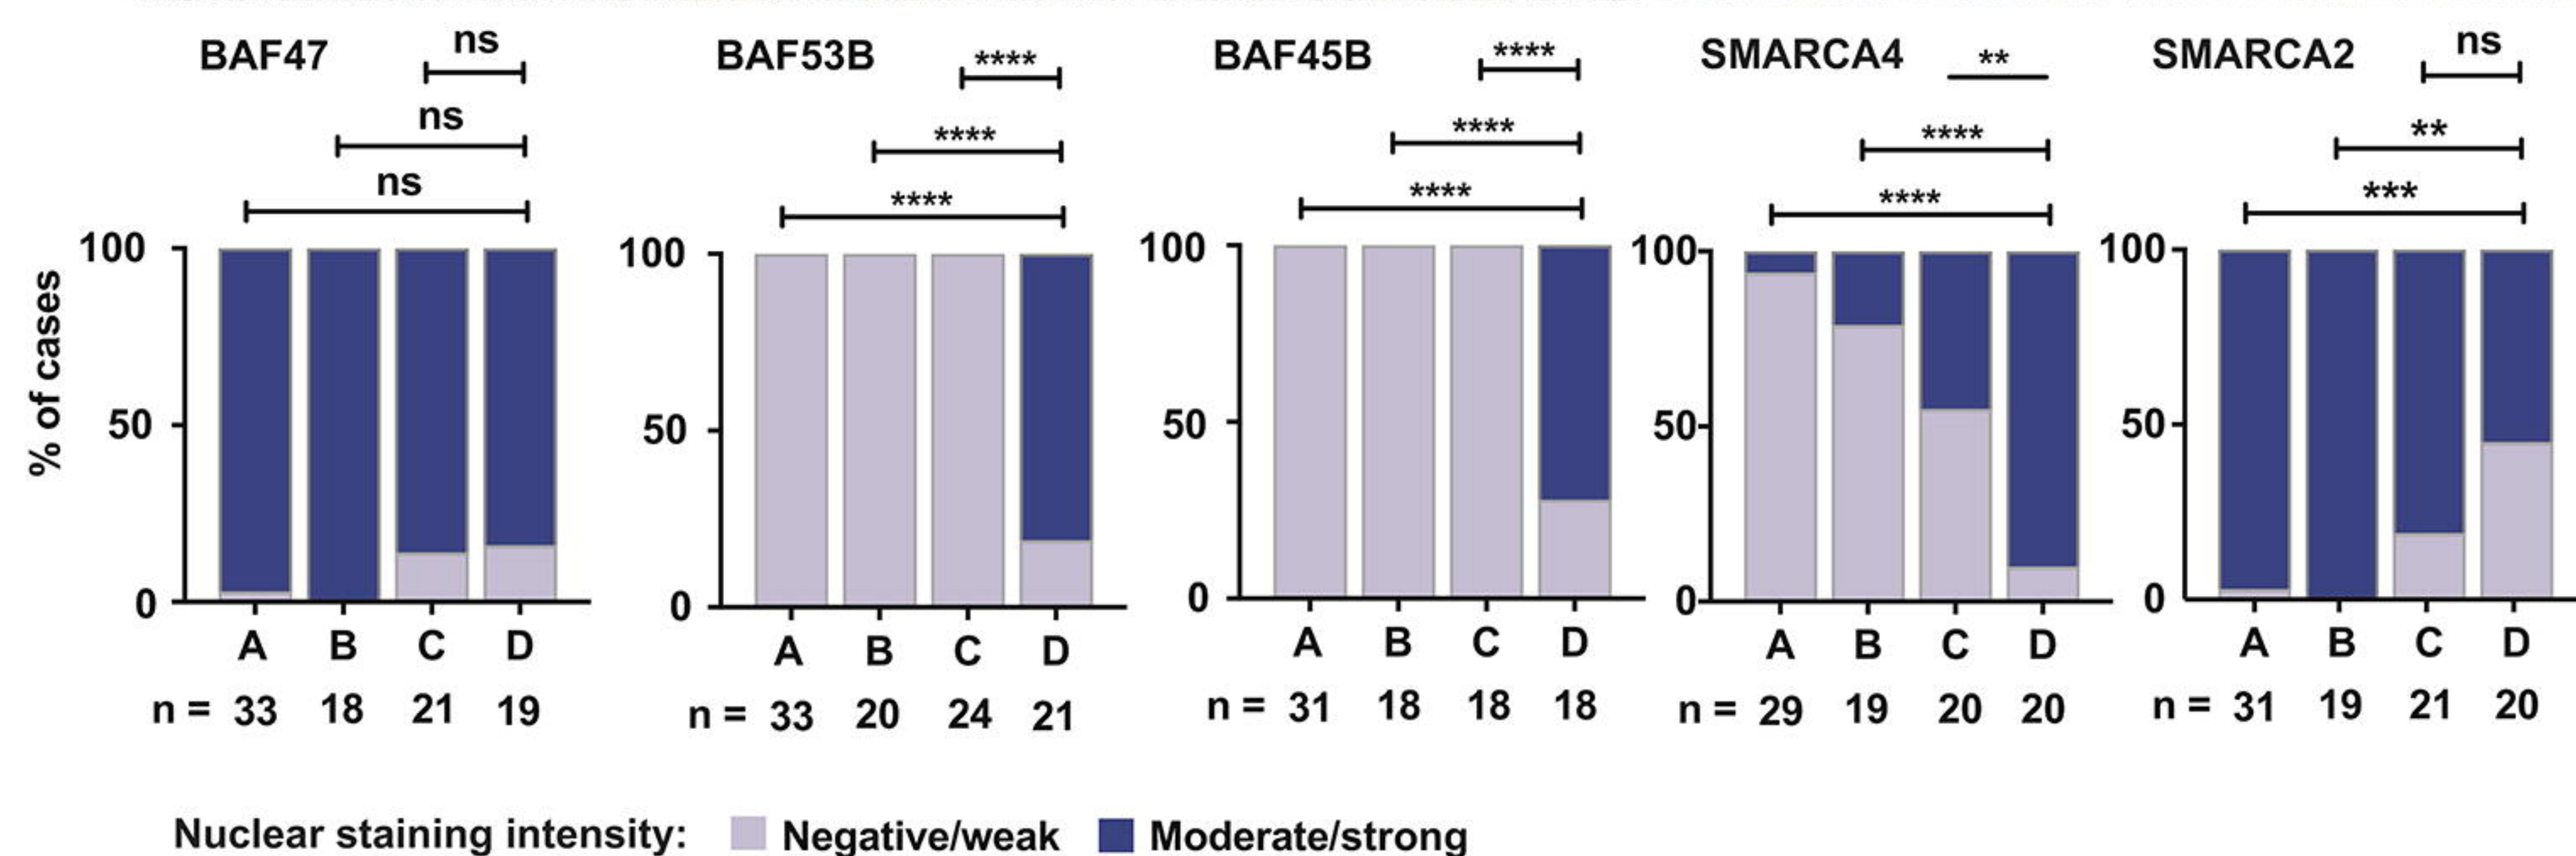 BAF47
ns
ns
ns
% of cases
100
50
0
A B C D
n = 33 18 21 19
BAF53B
****
****
****
100
50
0
A B C D
n = 33 20 24 21
BAF45B
****
****
****
100
50
0
A B C D
n = 31 18 18 18
SMARCA4
**
****
****
100
50
0
A B C D
n = 29 19 20 20
SMARCA2
ns
**
***
100
50
0
A B C D
n = 31 19 21 20
Nuclear staining intensity: Negative/weak Moderate/strong